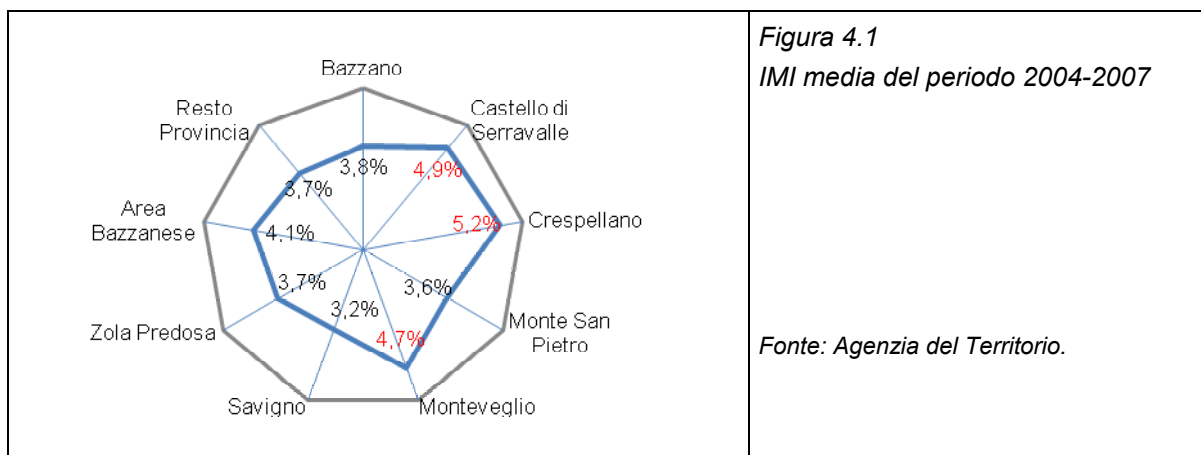 Bazzano
Castello di
Serravalle
Crespellano
Monte San
Pietro
Monteveglio
Savigno
Zola Predosa
Area
Bazzanese
Resto
Provincia
3,8%
4,9%
5,2%
3,6%
4,7%
3,2%
3,7%
4,1%
3,7%
Figura 4.1
IMI media del periodo 2004-2007
Fonte: Agenzia del Territorio.